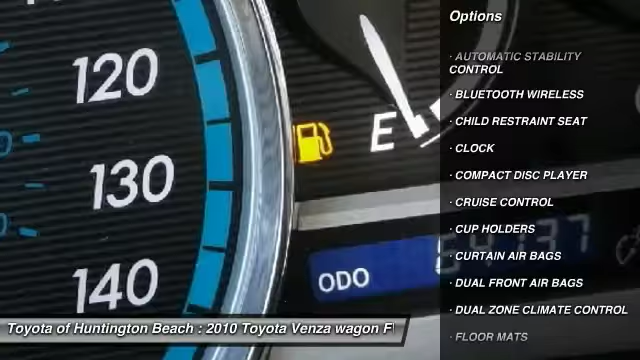 120
130
140
E
ODO
Options
· AUTOMATIC STABILITY
CONTROL
· BLUETOOTH WIRELESS
· CHILD RESTRAINT SEAT
· CLOCK
· COMPACT DISC PLAYER
· CRUISE CONTROL
· CUP HOLDERS
· CURTAIN AIR BAGS
· DUAL FRONT AIR BAGS
· DUAL ZONE CLIMATE CONTROL
· FLOOR MATS
Toyota of Huntington Beach : 2010 Toyota Venza wagon F